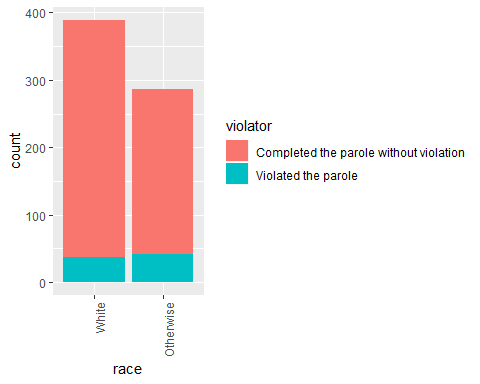 400
300
200
100
0
count
White
Otherwise
race
violator
Completed the parole without violation
Violated the parole